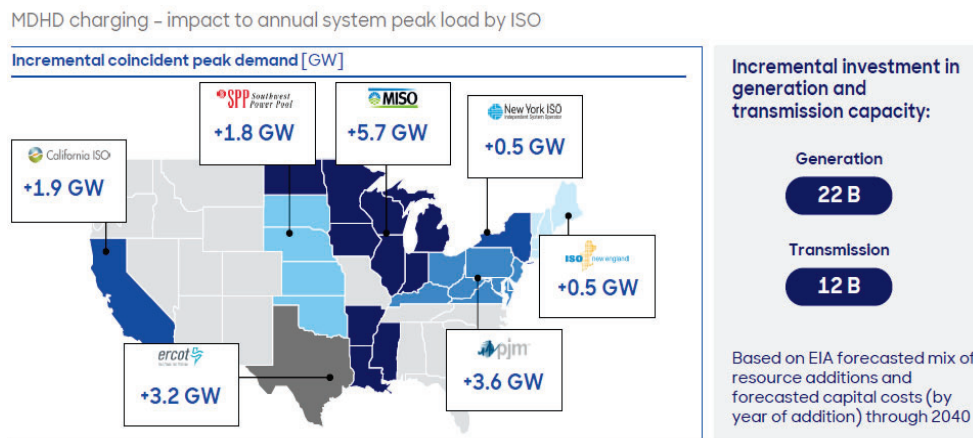 MDHD charging – impact to annual system peak load by ISO
Incremental coincident peak demand [GW]
SPP Southwest Power Pool
+1.8 GW
MISO
+5.7 GW
New York ISO
Independent System Operator
+0.5 GW
California ISO
+1.9 GW
ISO new england
+0.5 GW
ercot
+3.2 GW
pjm
+3.6 GW
Incremental investment in
generation and
transmission capacity:
Generation
22 B
Transmission
12 B
Based on EIA forecasted mix of
resource additions and
forecasted capital costs (by
year of addition) through 2040